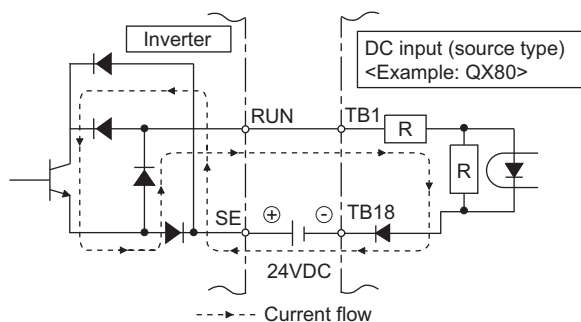 Inverter
DC input (source type)
<Example: QX80>
RUN
TB1
R
R
SE
+
-
TB18
24VDC
Current flow